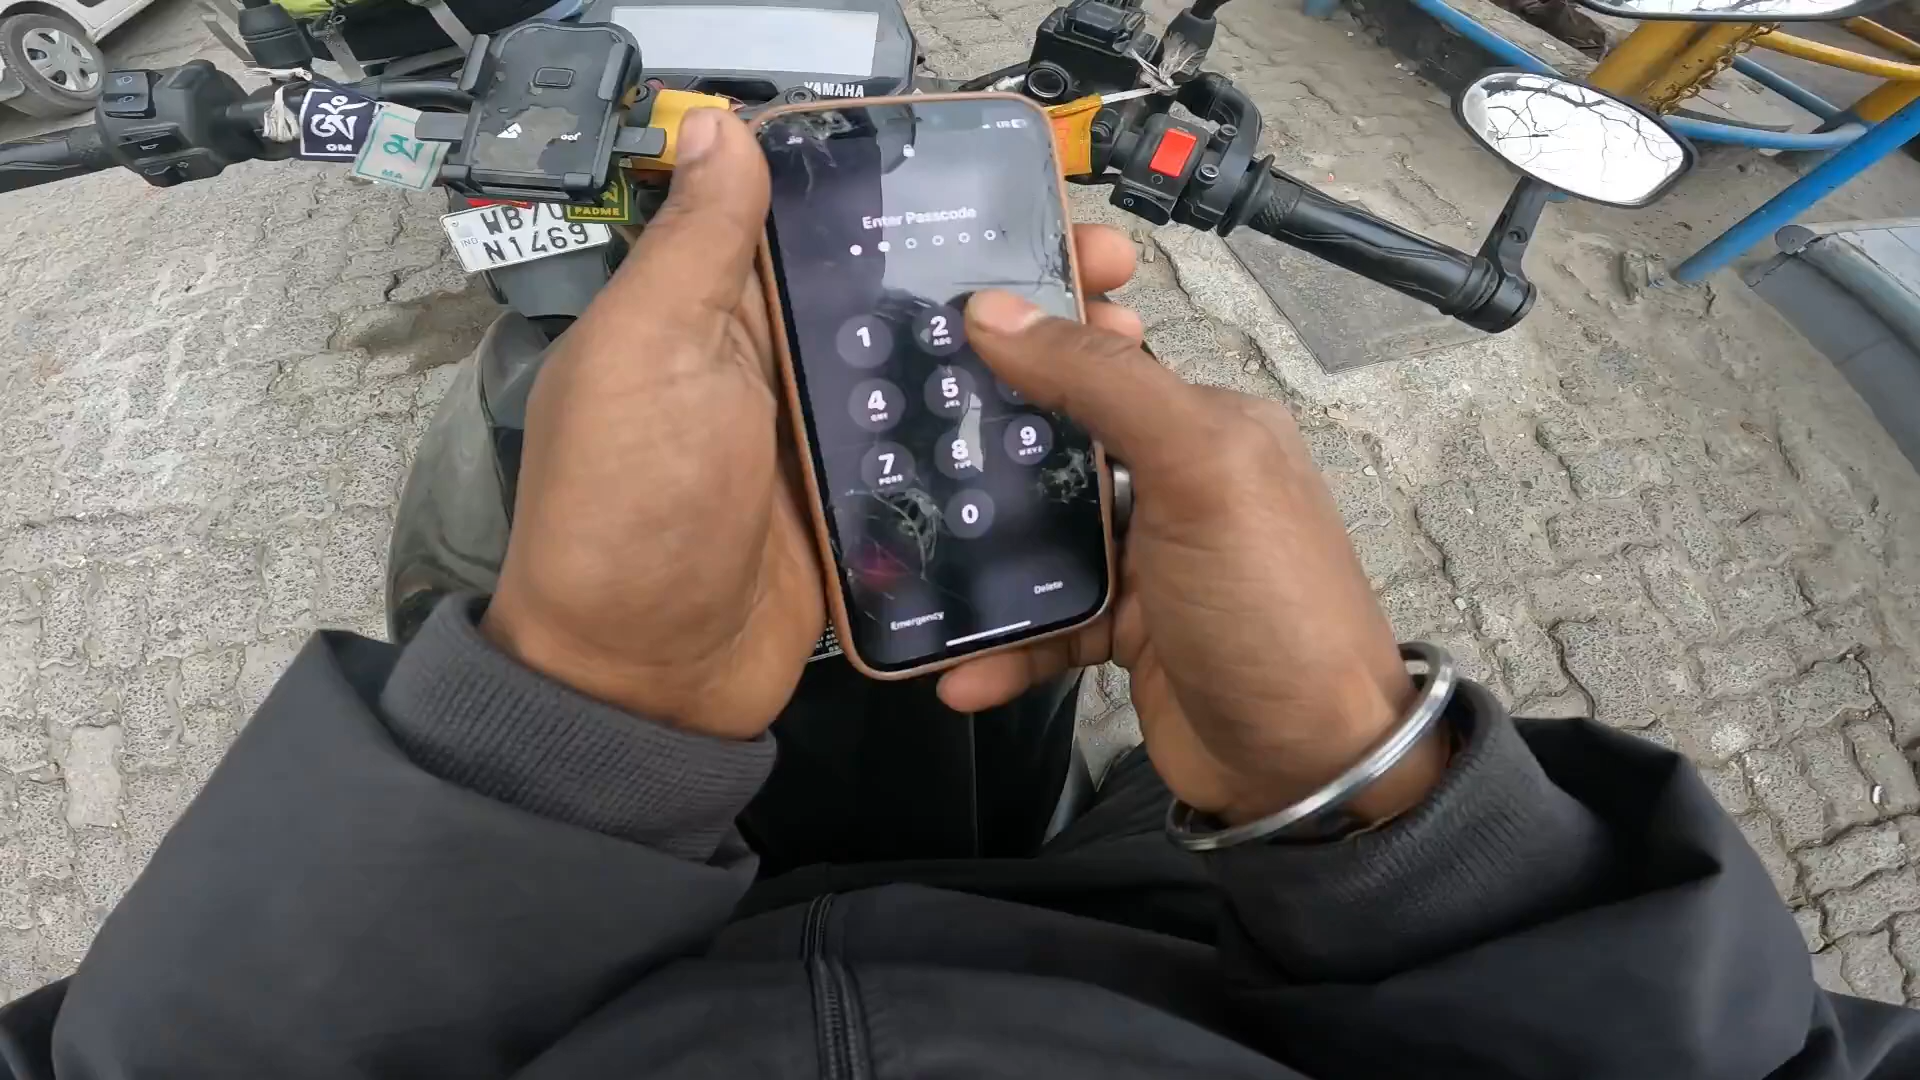 YAMAHA
ॐ
OM
མ
MA
PADME
WB70
IND
N1469
LTE
Enter Passcode
1
2
ABC
4
GHI
5
JKL
7
PQRS
8
TUV
9
WXYZ
0
Emergency
Delete